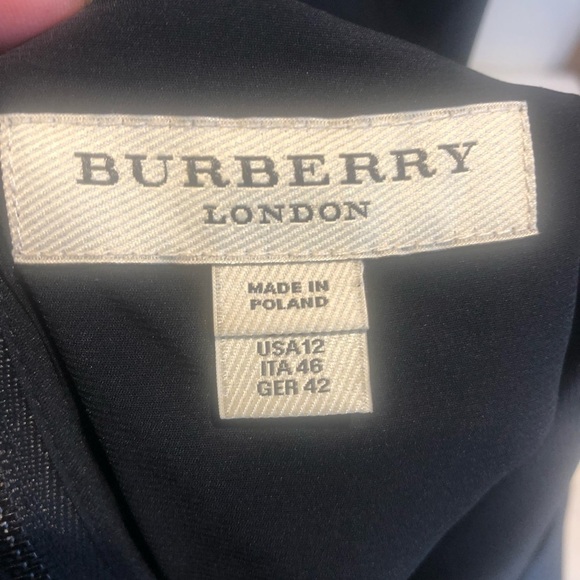 BURBERRY
LONDON
MADE IN
POLAND
USA12
ITA 46
GER 42